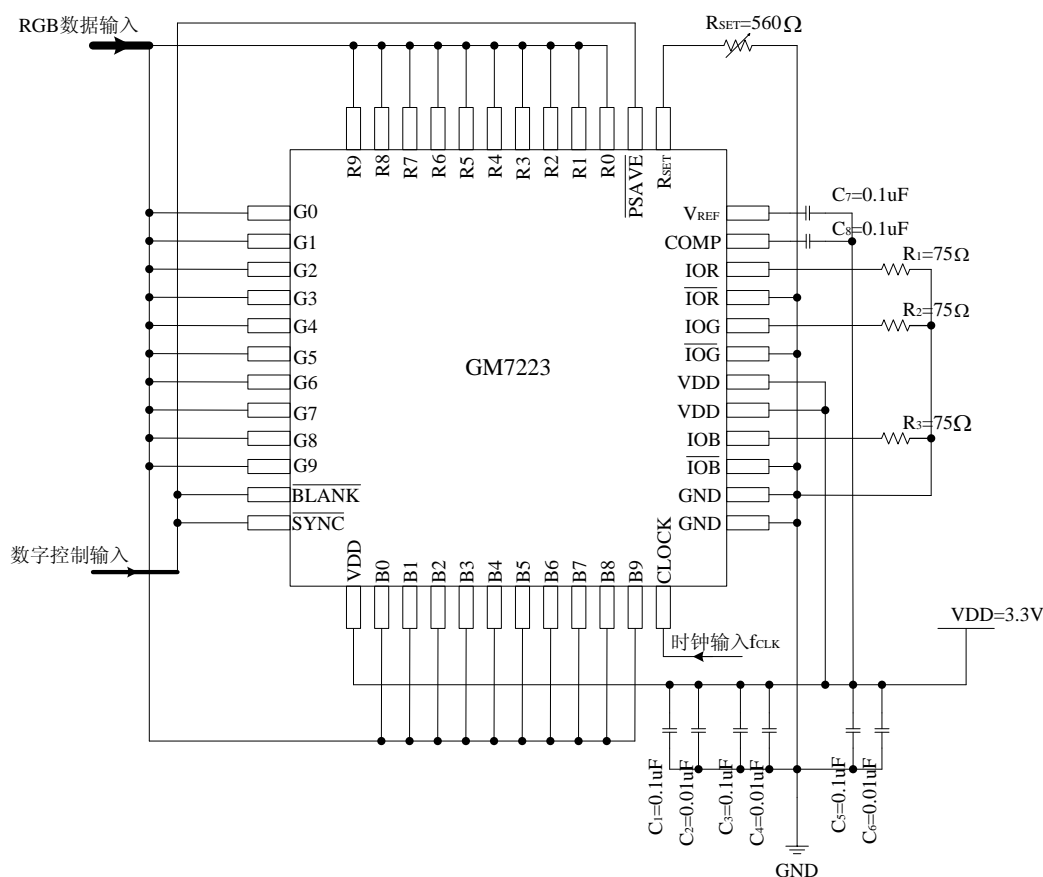 RGB数据输入
RSET=560Ω
R9
R8
R7
R6
R5
R4
R3
R2
R1
R0
PSAVE
RSET
G0
G1
G2
G3
G4
G5
G6
G7
G8
G9
BLANK
SYNC
GM7223
VREF
COMP
IOR
IOR
IOG
IOG
VDD
VDD
IOB
IOB
GND
GND
C7=0.1uF
C8=0.1uF
R1=75Ω
R2=75Ω
R3=75Ω
数字控制输入
VDD
B0
B1
B2
B3
B4
B5
B6
B7
B8
B9
CLOCK
时钟输入fCLK
VDD=3.3V
C1=0.1uF
C2=0.01uF
C3=0.1uF
C4=0.01uF
C5=0.1uF
C6=0.01uF
GND